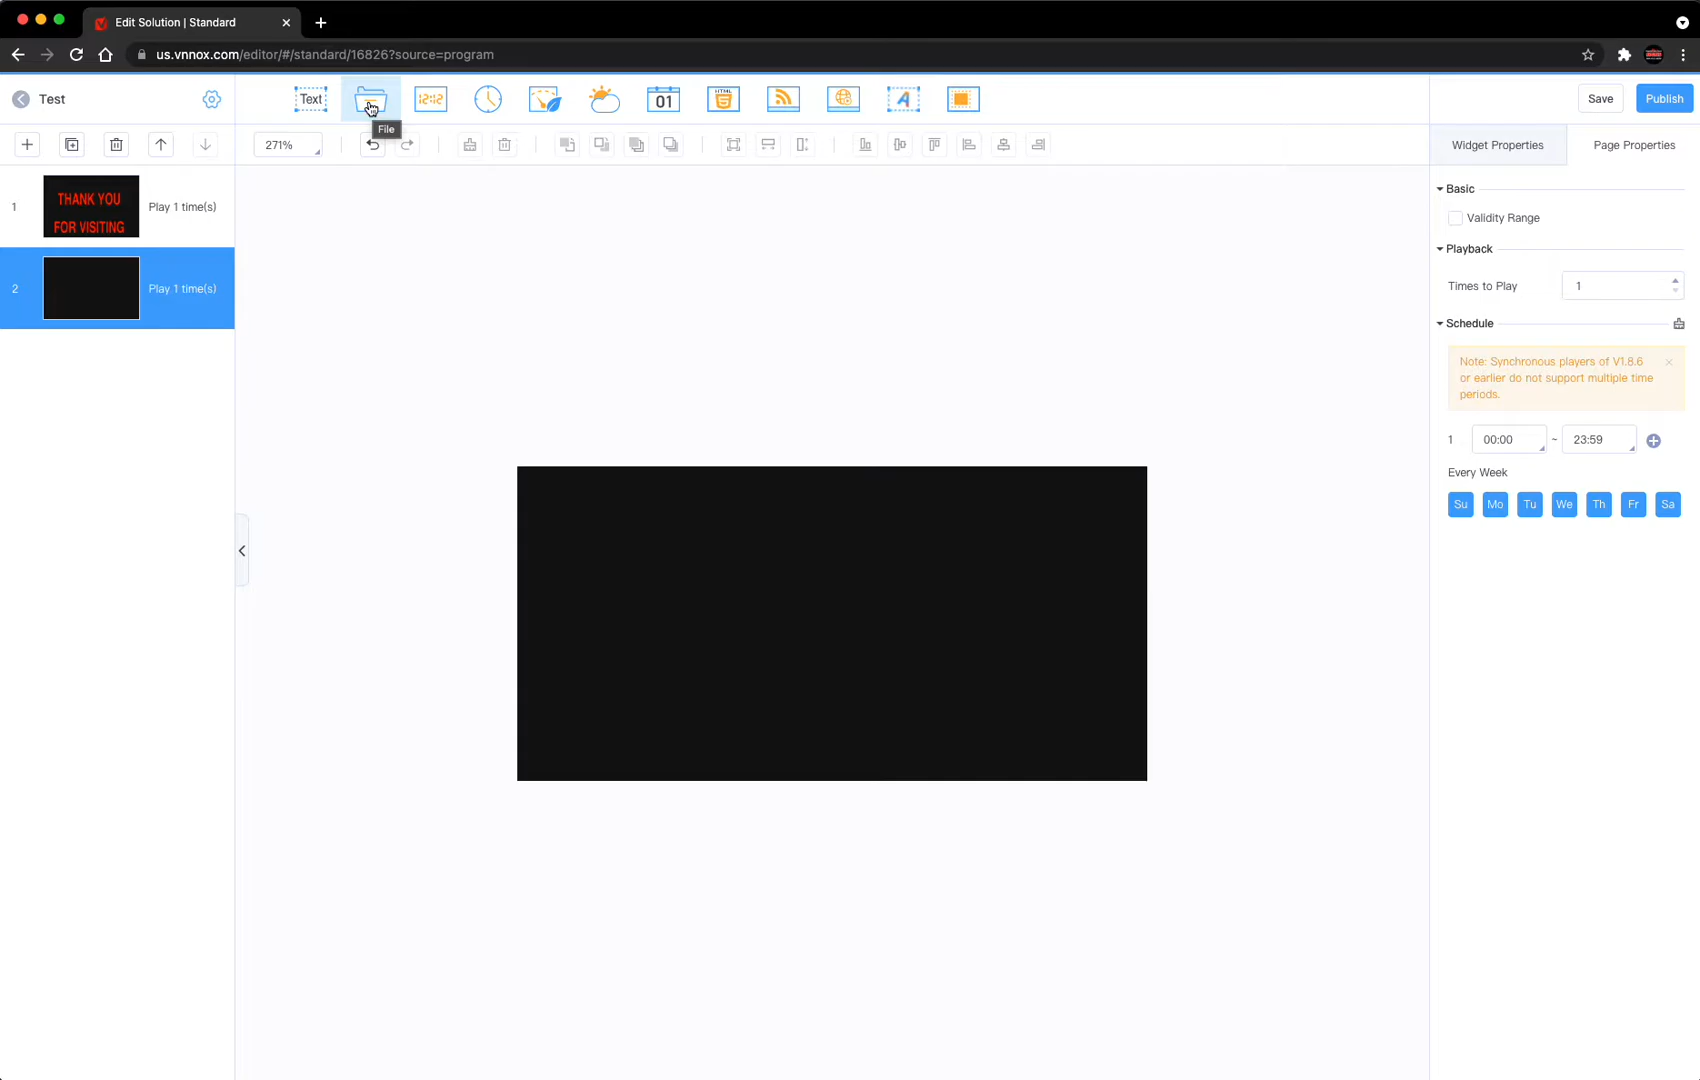 Edit Solution | Standard
us.vnnox.com/editor/#/standard/16826?source=program
Test
Text
12:12
01
HTML
A
Save
Publish
File
271%
Widget Properties
Page Properties
1
THANK YOU
FOR VISITING
Play 1 time(s)
2
Play 1 time(s)
Basic
Validity Range
Playback
Times to Play
1
Schedule
Note: Synchronous players of V1.8.6
or earlier do not support multiple time
periods.
1
00:00
~
23:59
Every Week
Su
Mo
Tu
We
Th
Fr
Sa